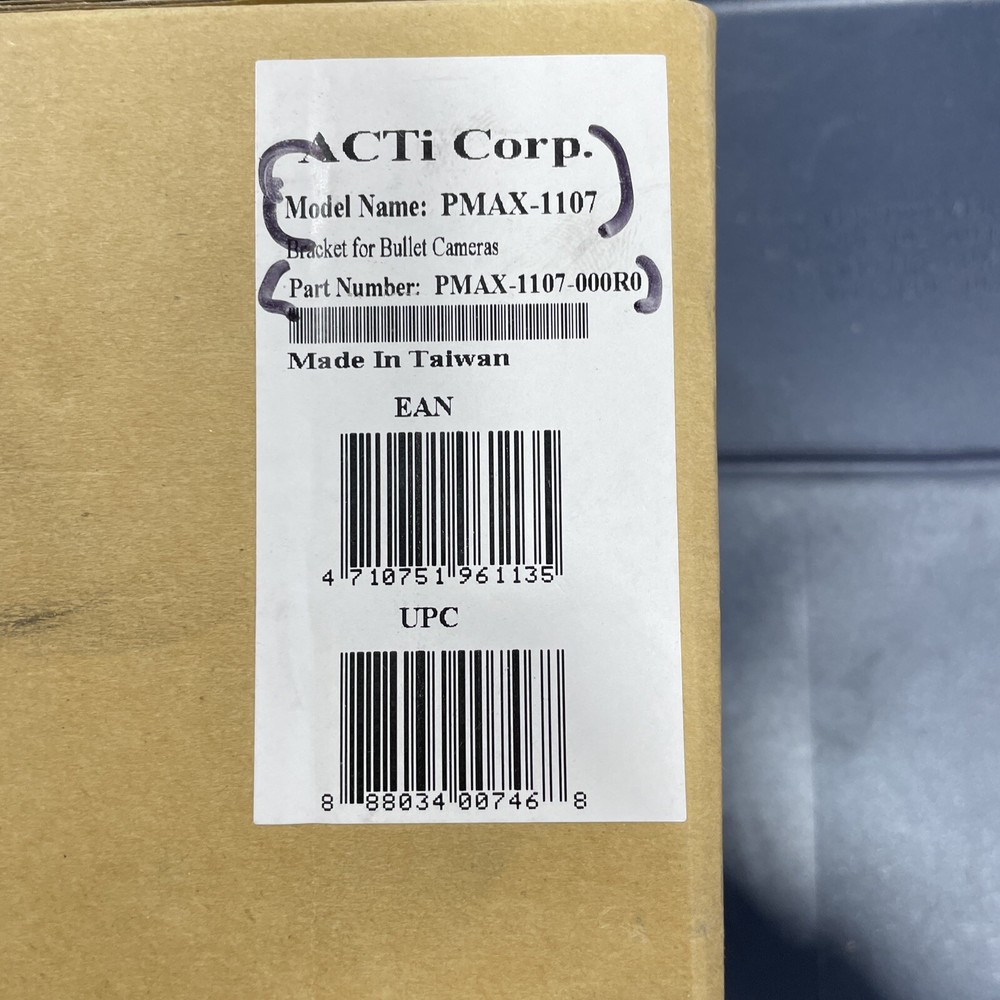 ACTi Corp.
Model Name: PMAX-1107
Bracket for Bullet Cameras
Part Number: PMAX-1107-000R0
Made In Taiwan
EAN
4 710751 961135
UPC
8 88034 00746 8